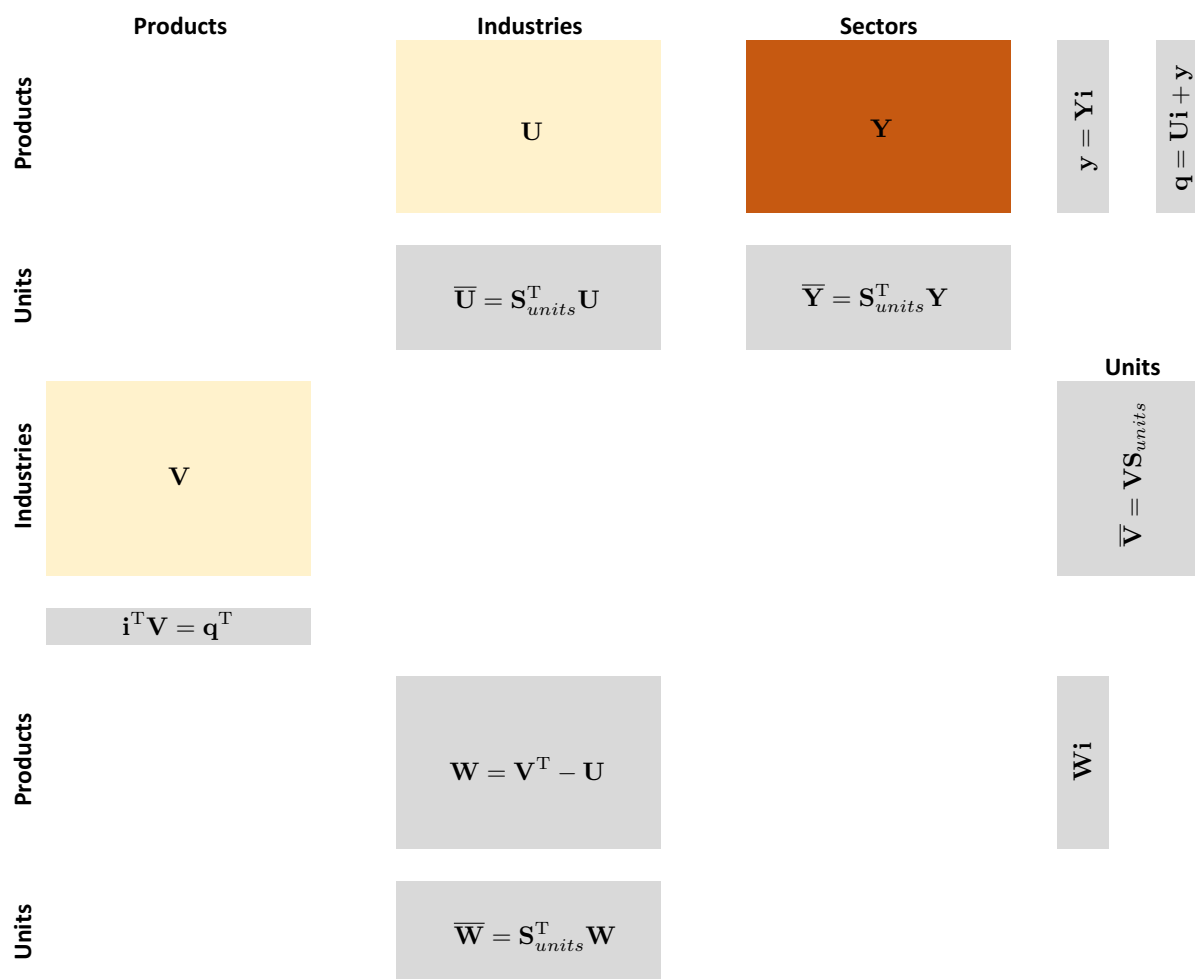 Products
Industries
Sectors
Products
U
Y
y = Yi
q = Ui + y
Units
U̅ = S^T_units U
Y̅ = S^T_units Y
Units
Industries
V
V̅ = VS_units
i^T V = q^T
Products
W = V^T − U
Wi
Units
W̅ = S^T_units W